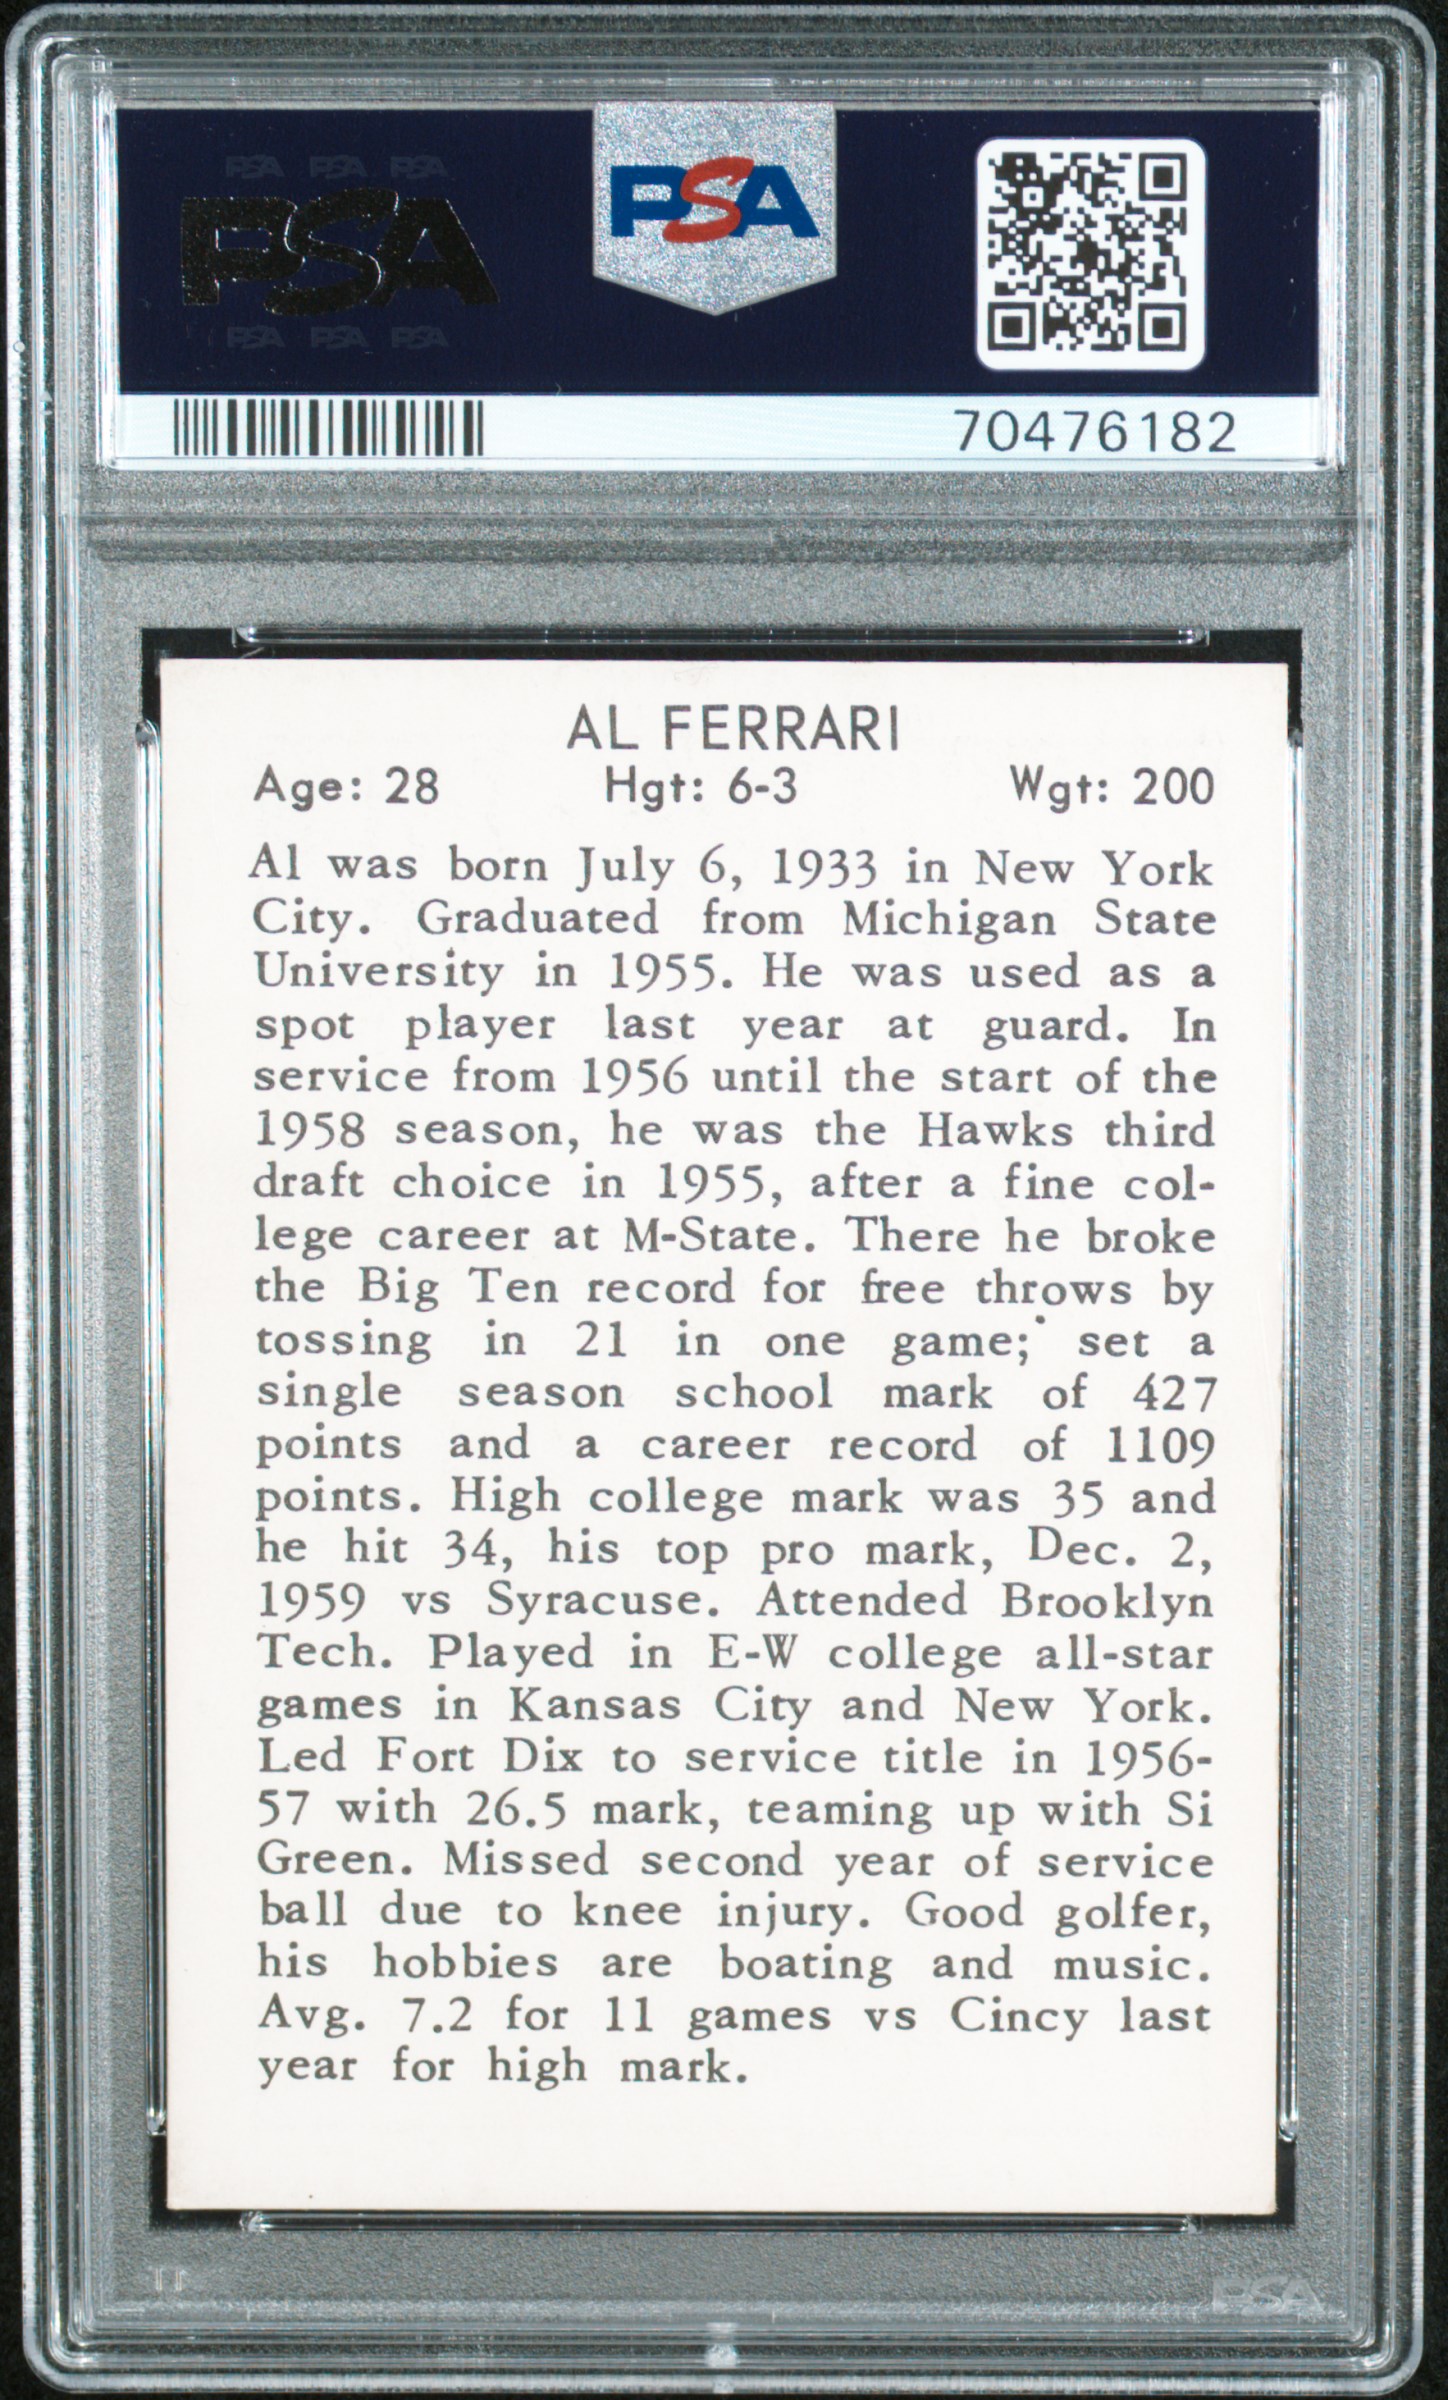 PSA PSA PSA
PSA
PSA PSA PSA
PSA
70476182
AL FERRARI
Age: 28 Hgt: 6-3 Wgt: 200
Al was born July 6, 1933 in New York
City. Graduated from Michigan State
University in 1955. He was used as a
spot player last year at guard. In
service from 1956 until the start of the
1958 season, he was the Hawks third
draft choice in 1955, after a fine col-
lege career at M-State. There he broke
the Big Ten record for free throws by
tossing in 21 in one game; set a
single season school mark of 427
points and a career record of 1109
points. High college mark was 35 and
he hit 34, his top pro mark, Dec. 2,
1959 vs Syracuse. Attended Brooklyn
Tech. Played in E-W college all-star
games in Kansas City and New York.
Led Fort Dix to service title in 1956-
57 with 26.5 mark, teaming up with Si
Green. Missed second year of service
ball due to knee injury. Good golfer,
his hobbies are boating and music.
Avg. 7.2 for 11 games vs Cincy last
year for high mark.
PSA